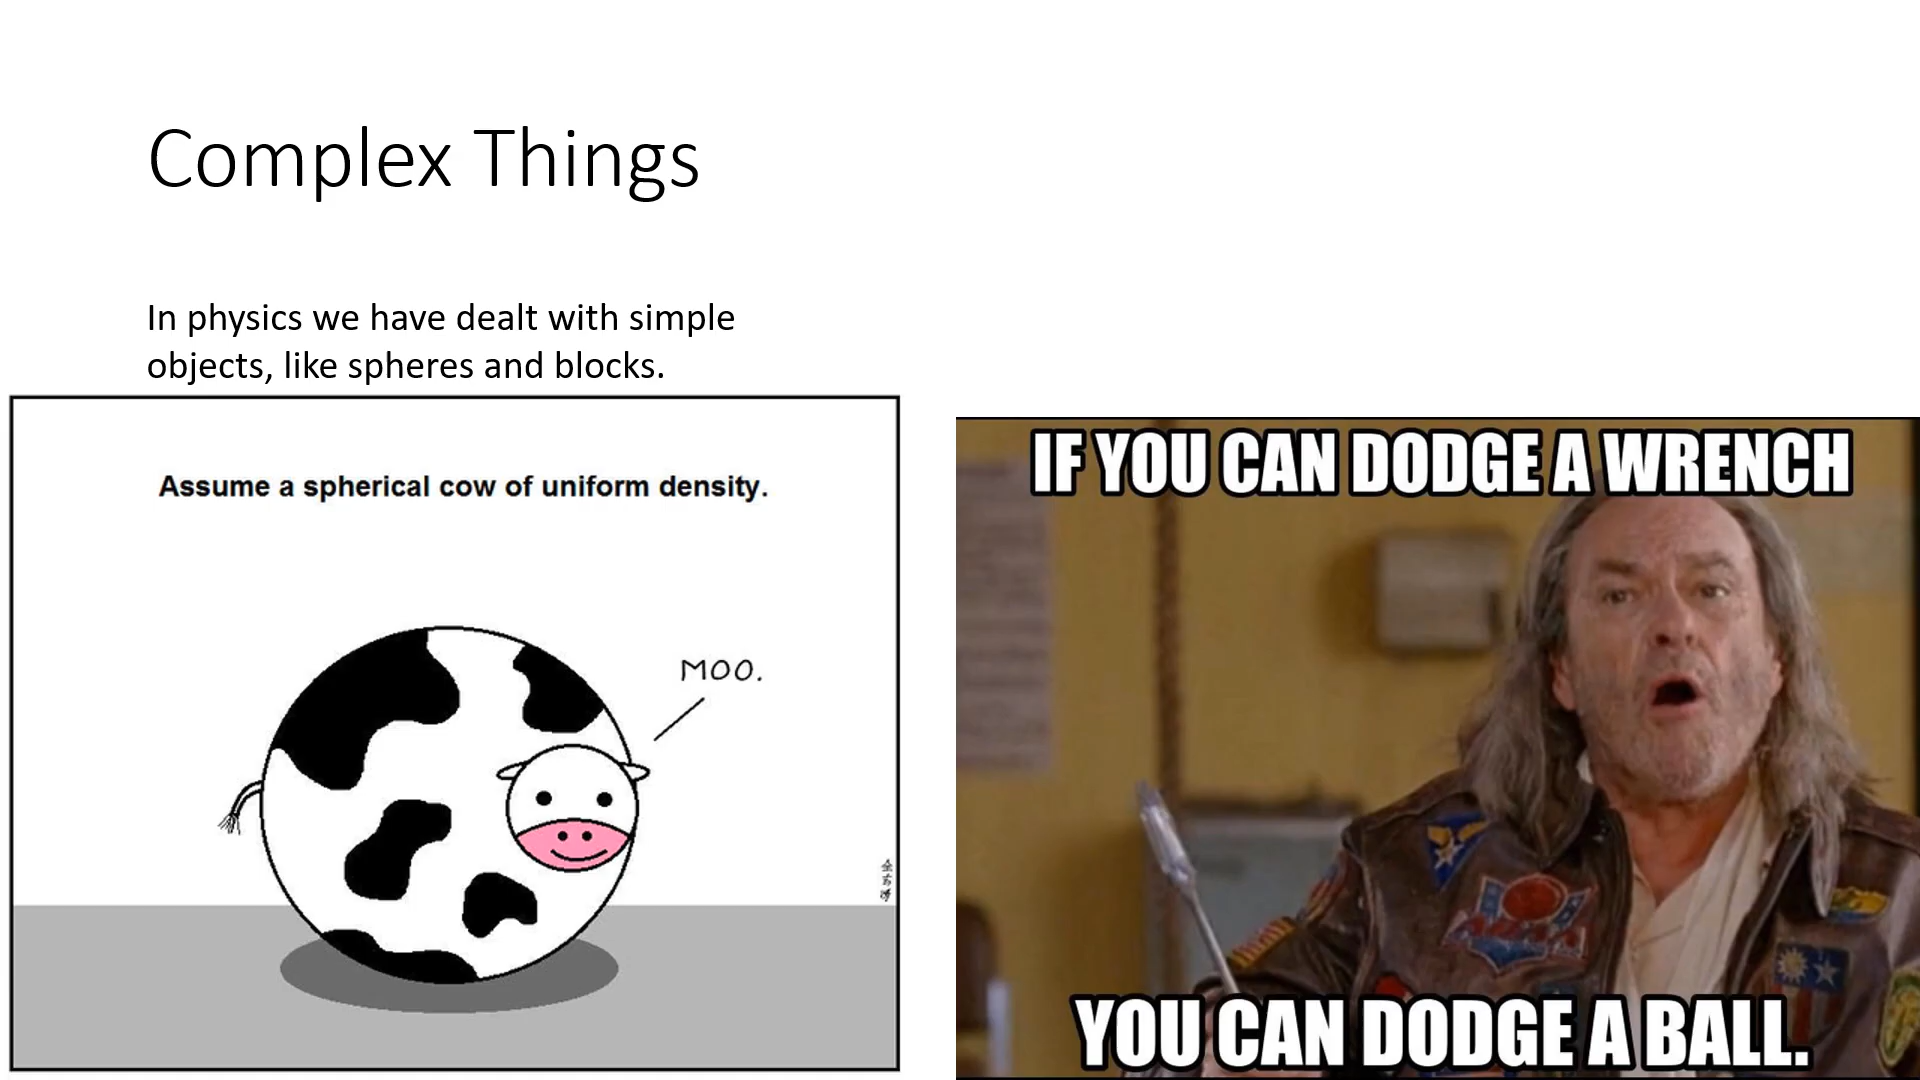 Complex Things
In physics we have dealt with simple
objects, like spheres and blocks.
Assume a spherical cow of uniform density.
MOO.
IF YOU CAN DODGE A WRENCH
YOU CAN DODGE A BALL.